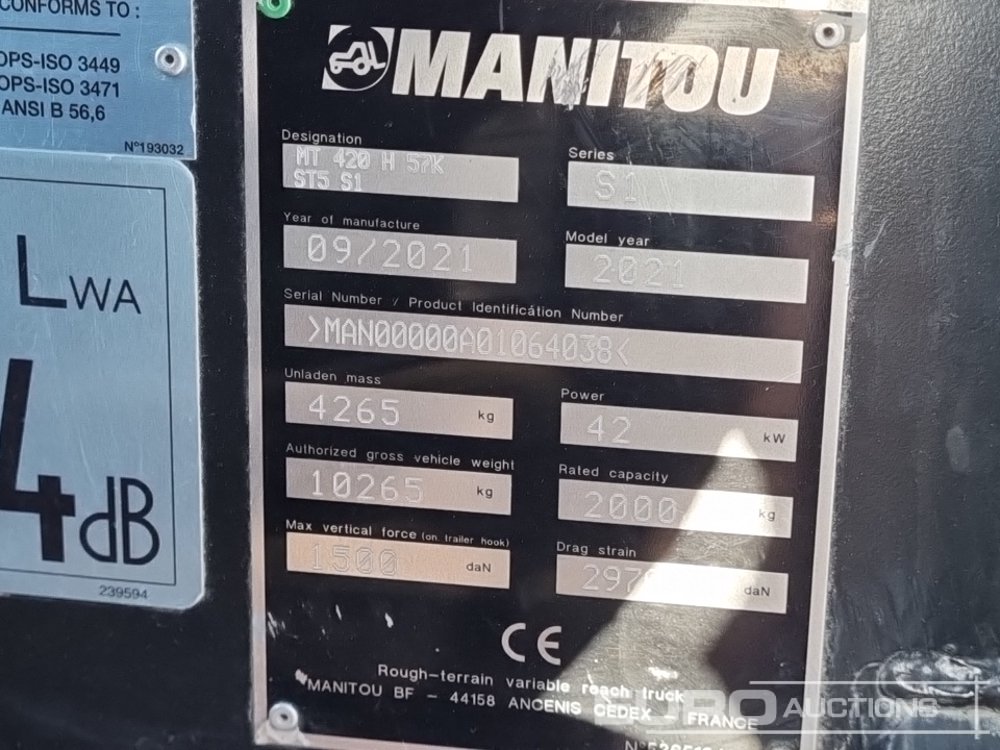 CONFORMS TO :
OPS-ISO 3449
OPS-ISO 3471
ANSI B 56,6
N°193032
LWA
4dB
239594
MANITOU
Designation
MT 420 H 57K
ST5 S1
Series
S1
Year of manufacture
09/2021
Model year
2021
Serial Number / Product Identification Number
>MAN00000A01064038<
Unladen mass
4265 kg
Power
42 kW
Authorized gross vehicle weight
10265 kg
Rated capacity
2000 kg
Max vertical force (on trailer hook)
1500 daN
Drag strain
daN
CE
Rough-terrain variable reach truck
MANITOU BF - 44158 ANCENIS CEDEX FRANCE
EURO AUCTIONS